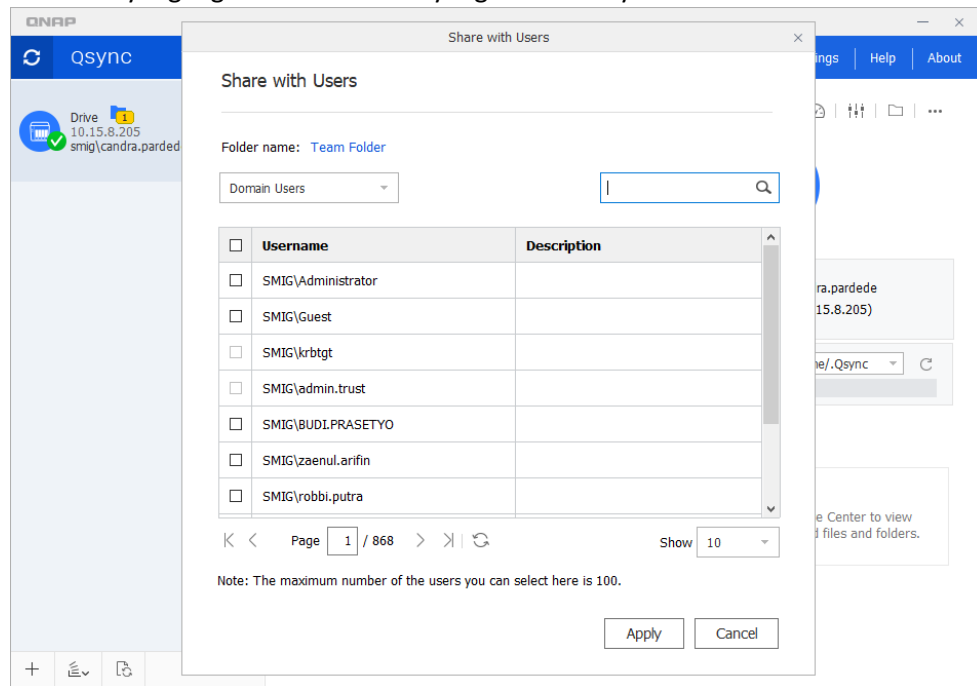 QNAP
Qsync
ings Help About
Drive 1
10.15.8.205
smig\candra.parded
Share with Users
Share with Users
Folder name: Team Folder
Domain Users
Username Description
SMIG\Administrator
SMIG\Guest
SMIG\krbtgt
SMIG\admin.trust
SMIG\BUDI.PRASETYO
SMIG\zaenul.arifin
SMIG\robbi.putra
Page 1 / 868 Show 10
Note: The maximum number of the users you can select here is 100.
Apply Cancel
ra.pardede
15.8.205)
ne/.Qsync
e Center to view
d files and folders.